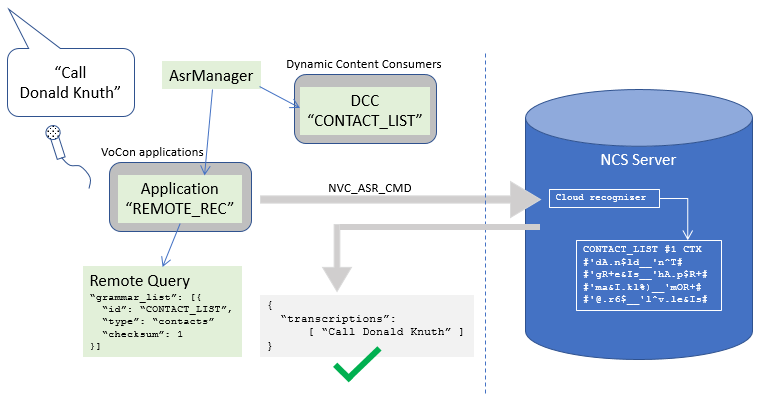 “Call
Donald Knuth”
AsrManager
Dynamic Content Consumers
DCC
“CONTACT_LIST”
VoCon applications
Application
“REMOTE_REC”
NVC_ASR_CMD
NCS Server
Cloud recognizer
CONTACT_LIST #1 CTX
#'dA.n$ld__'n^T#
#'gR+e&Is__'hA.p$R+#
#'ma&I.k1%)__'mOR+#
#'@.r6$__'l^v.le&Is#
Remote Query
“grammar_list”: [{
“id”: “CONTACT_LIST”,
“type”: “contacts”
“checksum”: 1
}]
{
“transcriptions”:
[ “Call Donald Knuth” ]
}